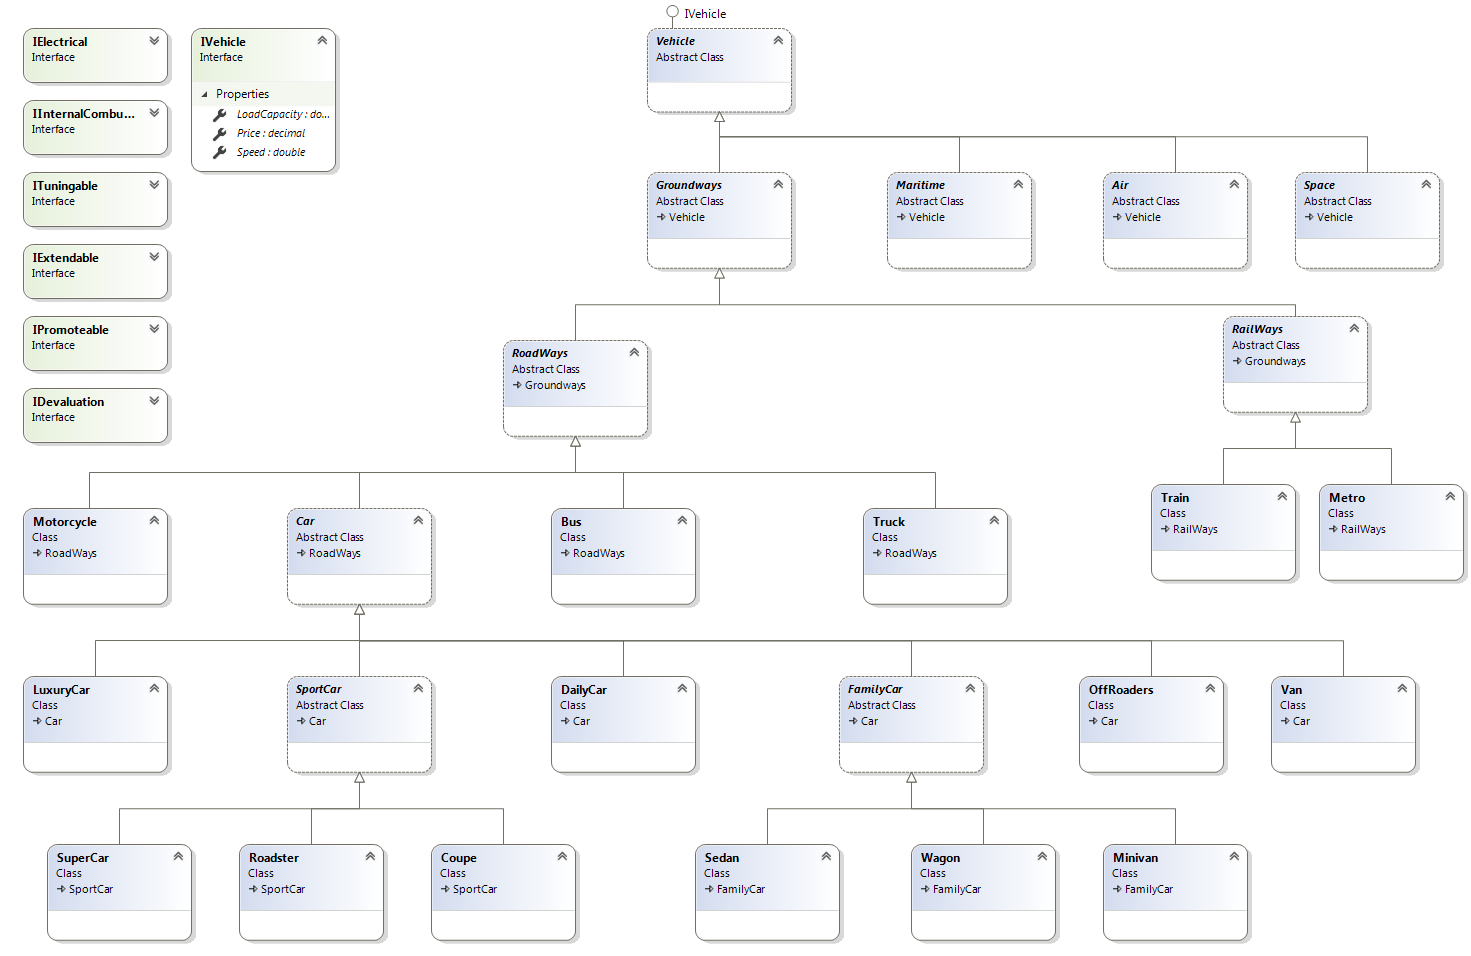 IVehicle
IElectrical
Interface
IInternalCombu...
Interface
ITuningable
Interface
IExtendable
Interface
IPromoteable
Interface
IDevaluation
Interface
IVehicle
Interface
Properties
LoadCapacity : do...
Price : decimal
Speed : double
Vehicle
Abstract Class
Groundways
Abstract Class
Vehicle
Maritime
Abstract Class
Vehicle
Air
Abstract Class
Vehicle
Space
Abstract Class
Vehicle
RoadWays
Abstract Class
Groundways
RailWays
Abstract Class
Groundways
Motorcycle
Class
RoadWays
Car
Abstract Class
RoadWays
Bus
Class
RoadWays
Truck
Class
RoadWays
Train
Class
RailWays
Metro
Class
RailWays
LuxuryCar
Class
Car
SportCar
Abstract Class
Car
DailyCar
Class
Car
FamilyCar
Abstract Class
Car
OffRoaders
Class
Car
Van
Class
Car
SuperCar
Class
SportCar
Roadster
Class
SportCar
Coupe
Class
SportCar
Sedan
Class
FamilyCar
Wagon
Class
FamilyCar
Minivan
Class
FamilyCar